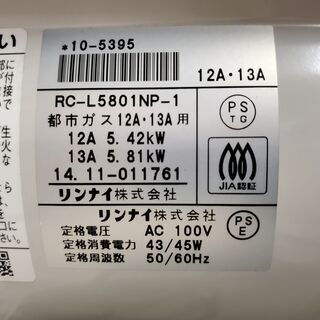 さい
*10-5395
12A・13A
RC-L5801NP-1
都市ガス12A・13A用
12A 5.42kW
13A 5.81kW
14.11-011761
リンナイ株式会社
PS
TG
JIA認証
リンナイ株式会社
定格電圧 AC 100V
定格消費電力 43/45W
定格周波数 50/60Hz
PS
E